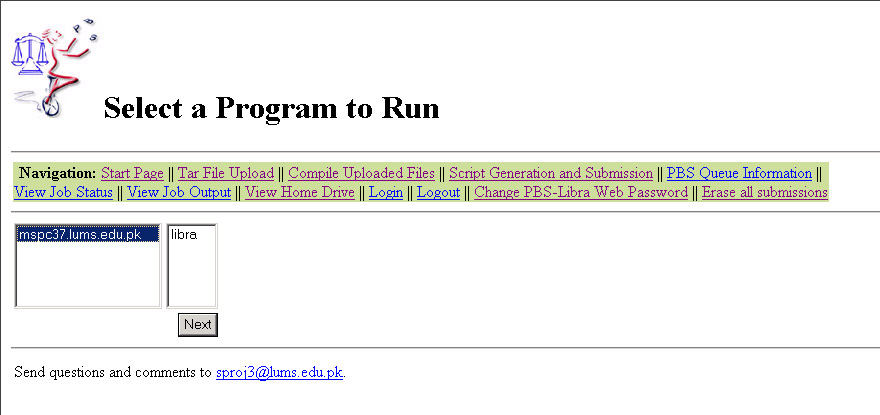 PBS
Select a Program to Run
Navigation: Start Page || Tar File Upload || Compile Uploaded Files || Script Generation and Submission || PBS Queue Information ||
View Job Status || View Job Output || View Home Drive || Login || Logout || Change PBS-Libra Web Password || Erase all submissions
mspc37.lums.edu.pk libra
Next
Send questions and comments to sproj3@lums.edu.pk.